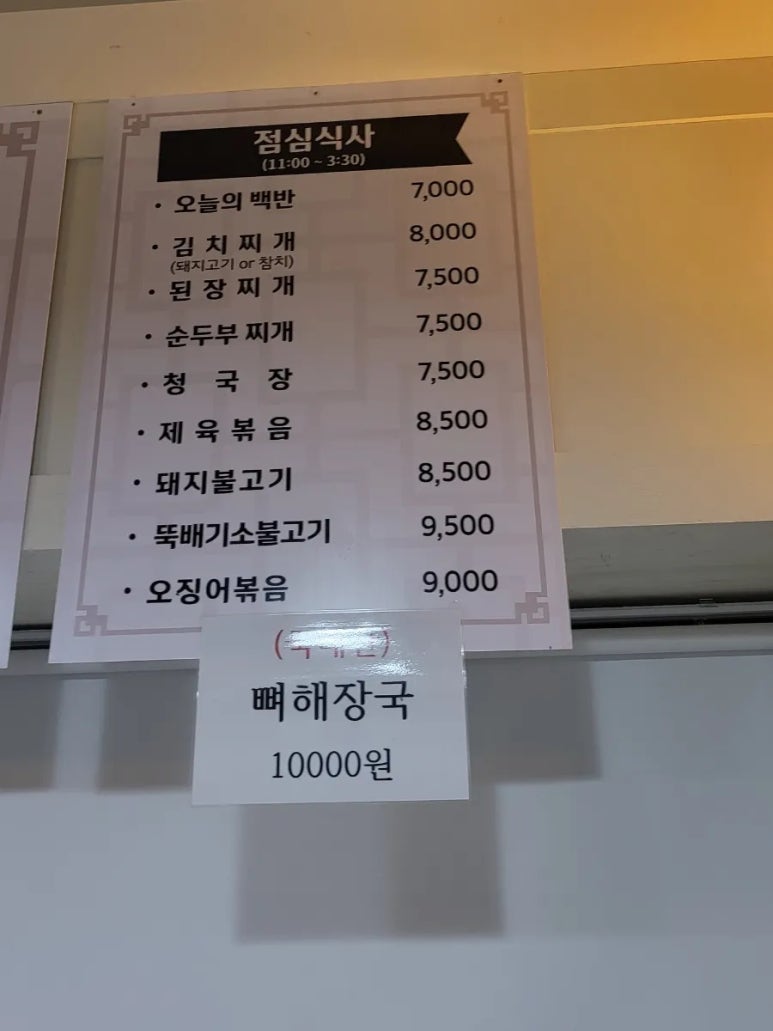 점심식사
(11:00 ~ 3:30)
• 오늘의 백반 7,000
• 김 치 찌 개 8,000
(돼지고기 or 참치)
• 된 장 찌 개 7,500
• 순두부 찌개 7,500
• 청 국 장 7,500
• 제 육 볶 음 8,500
• 돼지불고기 8,500
• 뚝배기소불고기 9,500
• 오징어볶음 9,000
뼈해장국
10000원